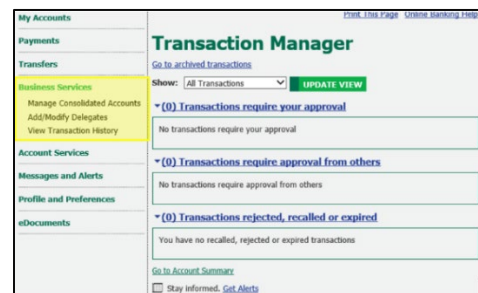 My Accounts
Print This Page Online Banking Help
Payments
Transfers
Business Services
Manage Consolidated Accounts
Add/Modify Delegates
View Transaction History
Account Services
Messages and Alerts
Profile and Preferences
eDocuments
Transaction Manager
Go to archived transactions
Show: All Transactions UPDATE VIEW
(0) Transactions require your approval
No transactions require your approval
(0) Transactions require approval from others
No transactions require approval from others
(0) Transactions rejected, recalled or expired
You have no recalled, rejected or expired transactions
Go to Account Summary
Stay informed. Get Alerts